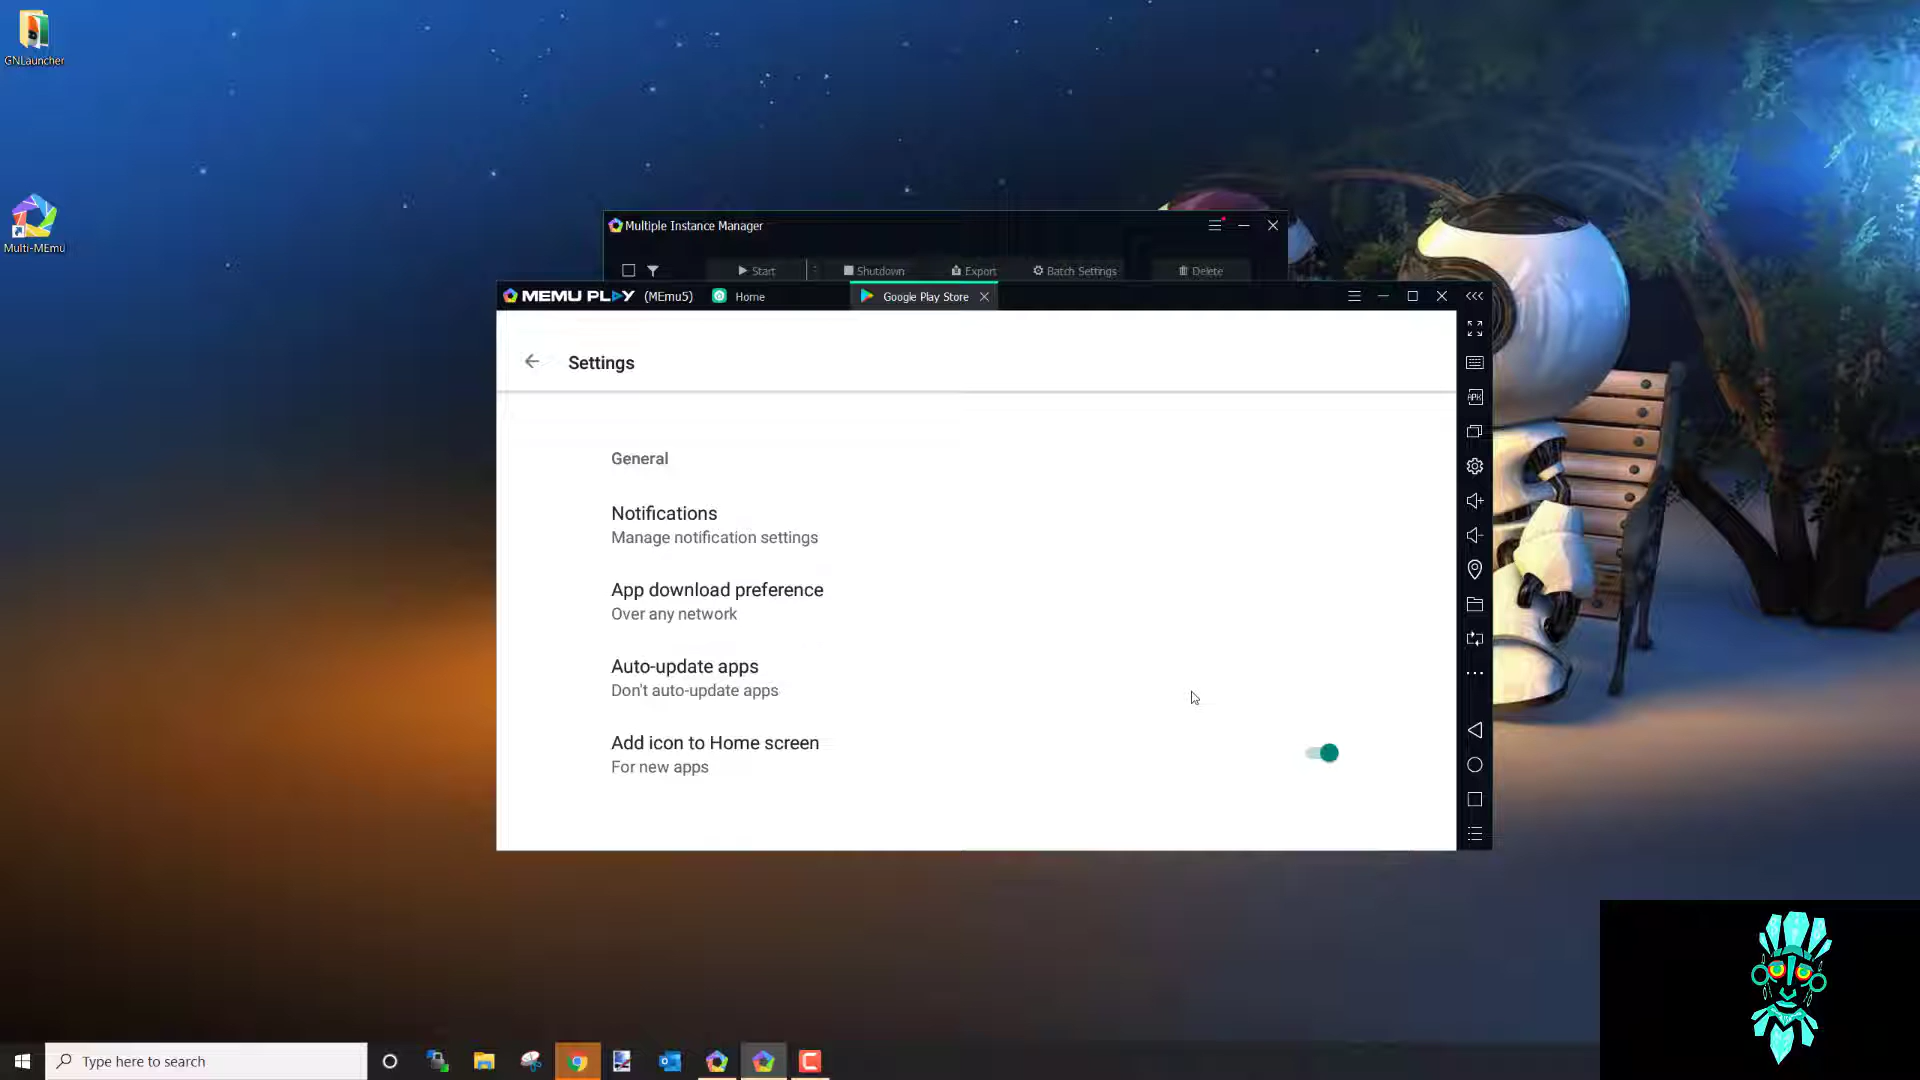 GNLauncher
Multi-MEmu
Multiple Instance Manager
Start
Shutdown
Export
Batch Settings
Delete
MEMU PLAY (MEmu5)
Home
Google Play Store
Settings
General
Notifications
Manage notification settings
App download preference
Over any network
Auto-update apps
Don't auto-update apps
Add icon to Home screen
For new apps
APK
Type here to search